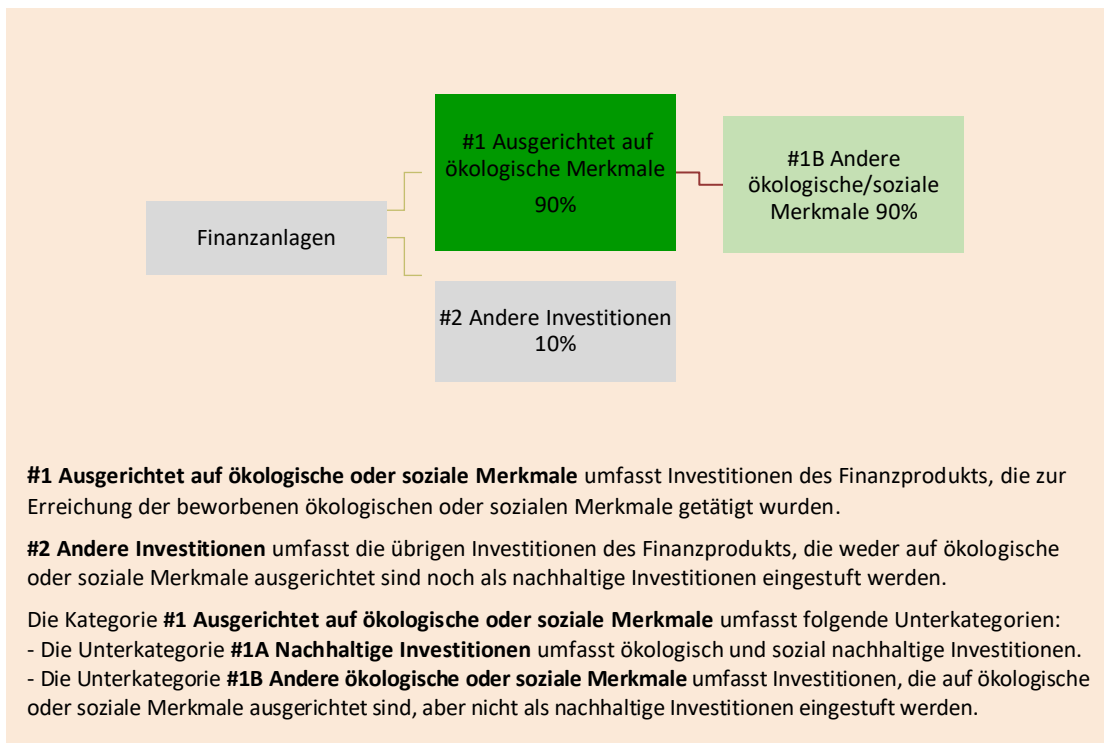 #1 Ausgerichtet auf
ökologische Merkmale
90%
#1B Andere
ökologische/soziale
Merkmale 90%
Finanzanlagen
#2 Andere Investitionen
10%
#1 Ausgerichtet auf ökologische oder soziale Merkmale umfasst Investitionen des Finanzprodukts, die zur
Erreichung der beworbenen ökologischen oder sozialen Merkmale getätigt wurden.
#2 Andere Investitionen umfasst die übrigen Investitionen des Finanzprodukts, die weder auf ökologische
oder soziale Merkmale ausgerichtet sind noch als nachhaltige Investitionen eingestuft werden.
Die Kategorie #1 Ausgerichtet auf ökologische oder soziale Merkmale umfasst folgende Unterkategorien:
- Die Unterkategorie #1A Nachhaltige Investitionen umfasst ökologisch und sozial nachhaltige Investitionen.
- Die Unterkategorie #1B Andere ökologische oder soziale Merkmale umfasst Investitionen, die auf ökologische
oder soziale Merkmale ausgerichtet sind, aber nicht als nachhaltige Investitionen eingestuft werden.